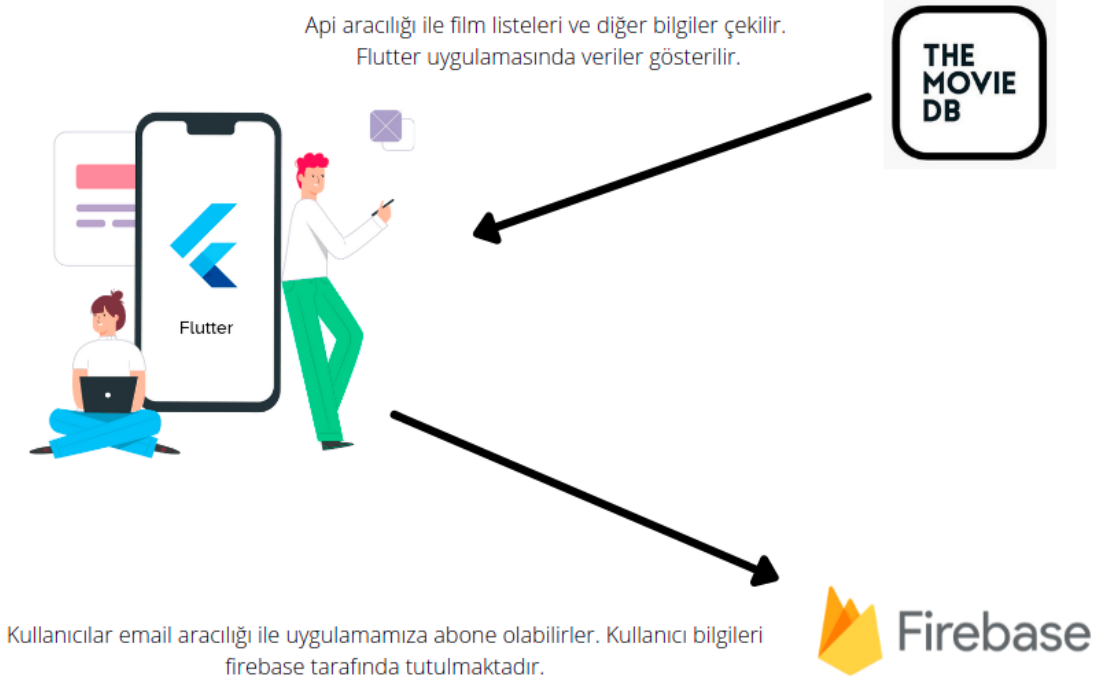 Api aracılığı ile film listeleri ve diğer bilgiler çekilir.
Flutter uygulamasında veriler gösterilir.
THE
MOVIE
DB
Flutter
Kullanıcılar email aracılığı ile uygulamamıza abone olabilirler. Kullanıcı bilgileri
firebase tarafında tutulmaktadır.
Firebase